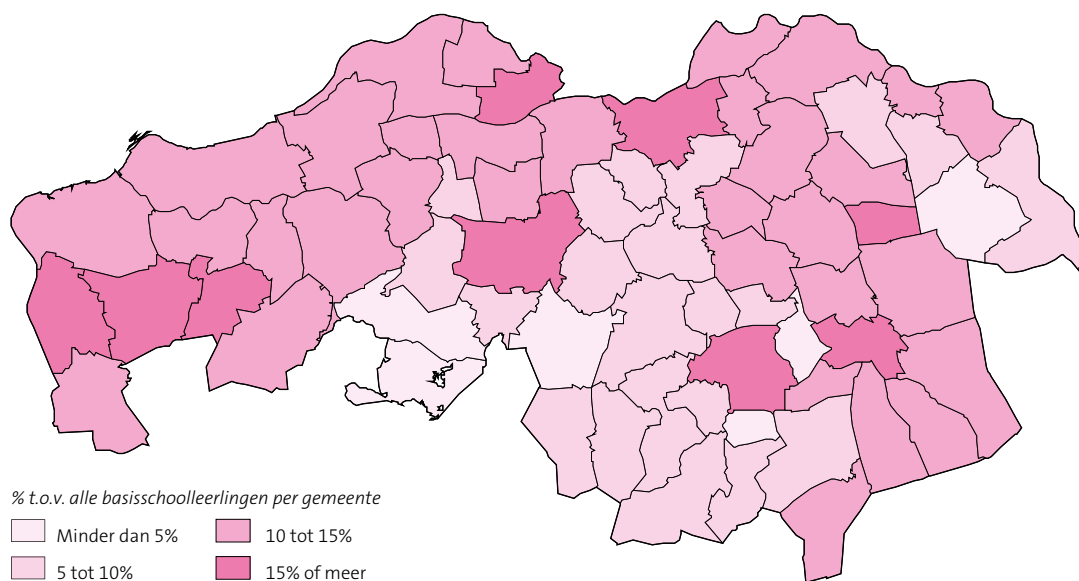 % t.o.v. alle basisschoolleerlingen per gemeente
Minder dan 5%
10 tot 15%
5 tot 10%
15% of meer